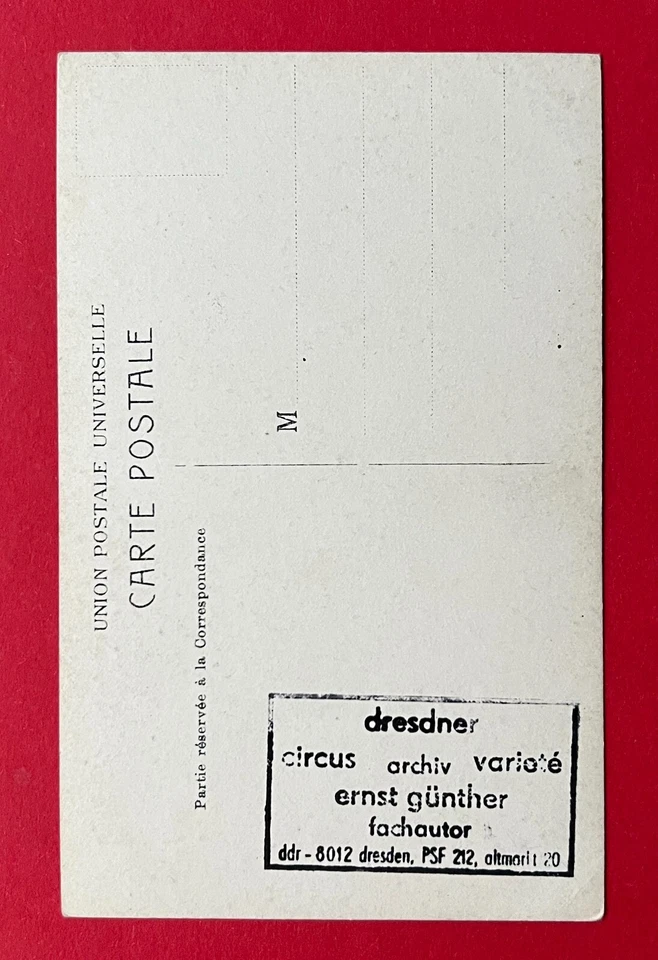 UNION POSTALE UNIVERSELLE
CARTE POSTALE
Partie réservée à la Correspondance
M
dresdner
circus archiv varieté
ernst günther
fachautor
ddr - 8012 dresden, PSF 212, altmarkt 20